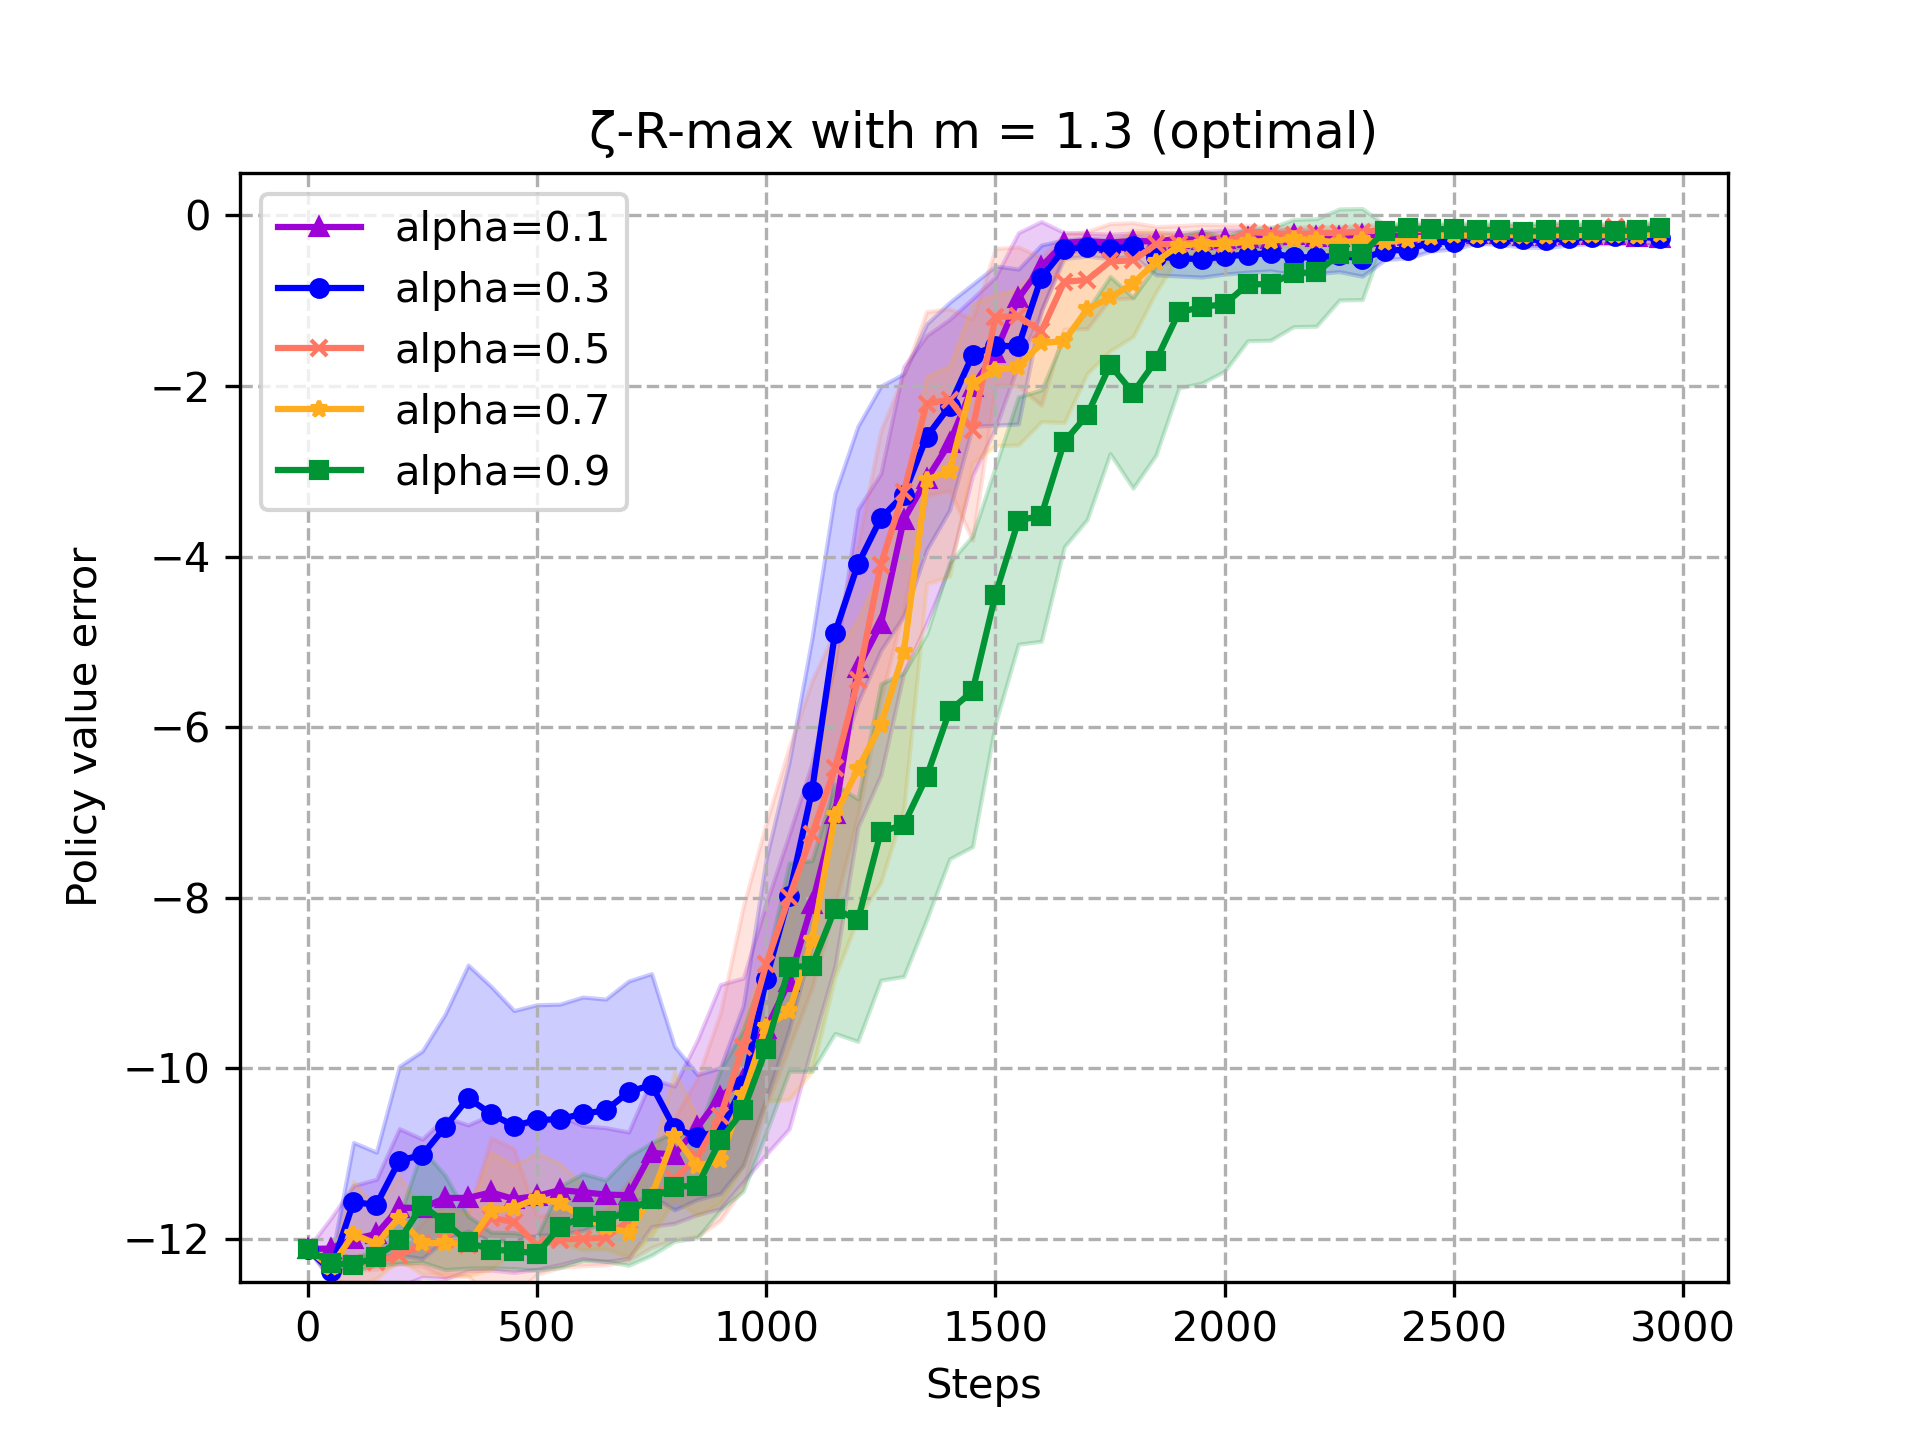 ζ-R-max with m = 1.3 (optimal)
alpha=0.1
alpha=0.3
alpha=0.5
alpha=0.7
alpha=0.9
0
−2
−4
−6
−8
−10
−12
Policy value error
0 500 1000 1500 2000 2500 3000
Steps